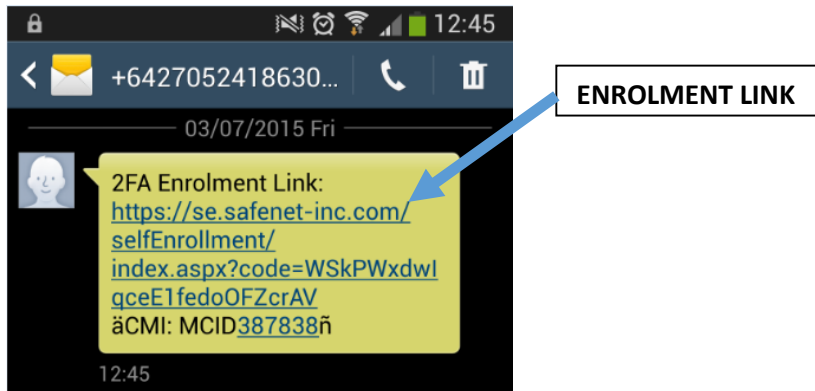 12:45
+6427052418630...
ENROLMENT LINK
03/07/2015 Fri
2FA Enrolment Link:
https://se.safenet-inc.com/
selfEnrollment/
index.aspx?code=WSkPWxdwI
qceE1fedoOFZcrAV
äCMI: MCID387838ñ
12:45